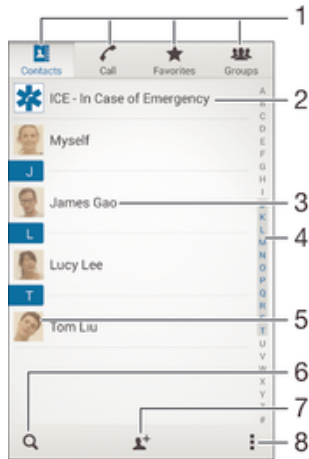 1
Contacts Call Favorites Groups
ICE - In Case of Emergency
2
Myself
J
James Gao
3
L
Lucy Lee
4
T
Tom Liu
5
A
B
C
D
E
F
G
H
I
K
L
M
N
O
P
Q
R
T
U
V
W
X
Y
#
6
7
8